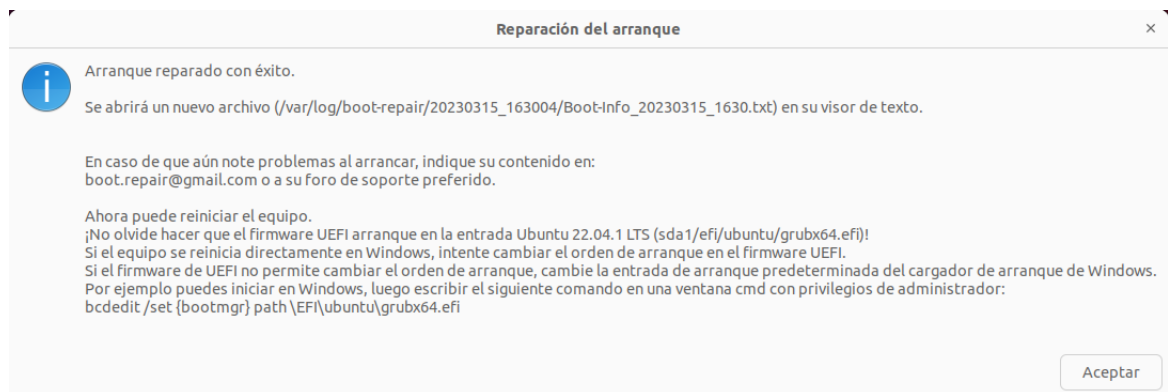 Reparación del arranque
Arranque reparado con éxito.
Se abrirá un nuevo archivo (/var/log/boot-repair/20230315_163004/Boot-Info_20230315_1630.txt) en su visor de texto.
En caso de que aún note problemas al arrancar, indique su contenido en:
boot.repair@gmail.com o a su foro de soporte preferido.
Ahora puede reiniciar el equipo.
¡No olvide hacer que el firmware UEFI arranque en la entrada Ubuntu 22.04.1 LTS (sda1/efi/ubuntu/grubx64.efi)!
Si el equipo se reinicia directamente en Windows, intente cambiar el orden de arranque en el firmware UEFI.
Si el firmware de UEFI no permite cambiar el orden de arranque, cambie la entrada de arranque predeterminada del cargador de arranque de Windows.
Por ejemplo puedes iniciar en Windows, luego escribir el siguiente comando en una ventana cmd con privilegios de administrador:
bcdedit /set {bootmgr} path \EFI\ubuntu\grubx64.efi
Aceptar